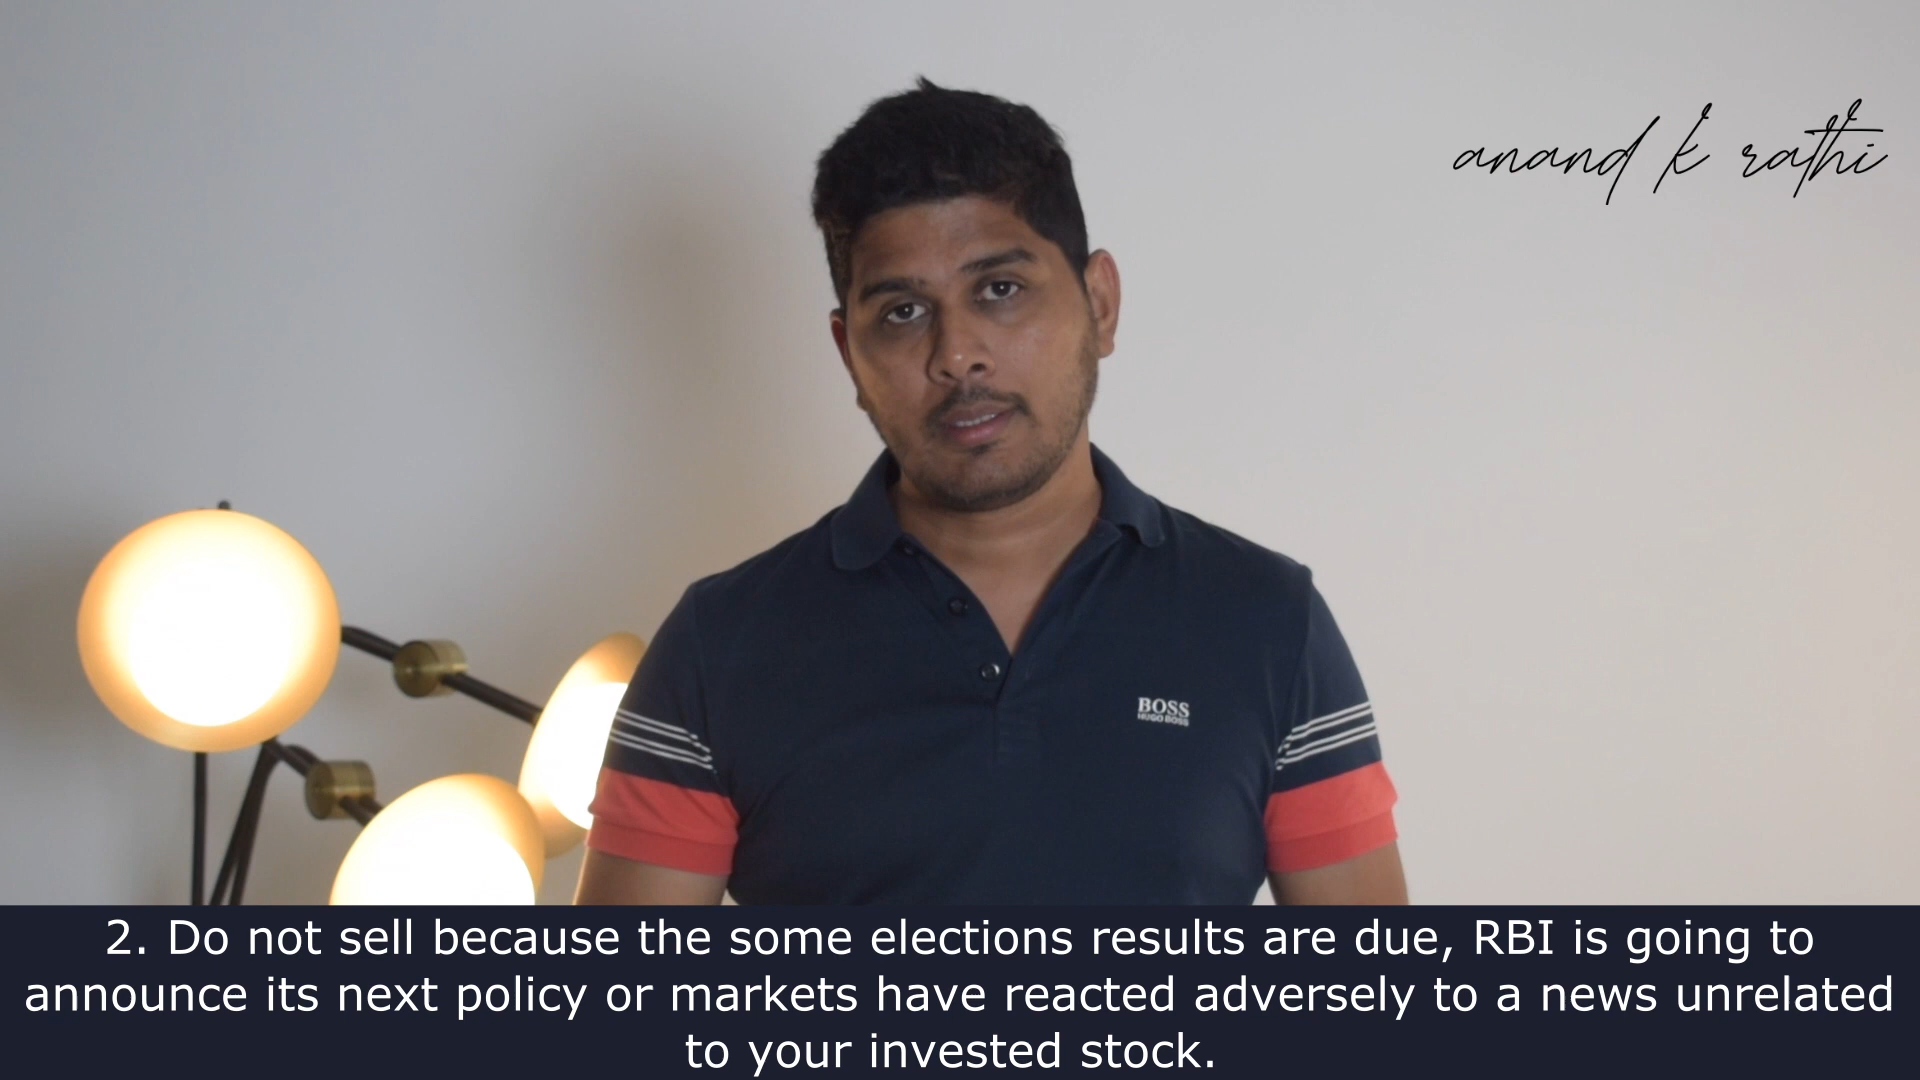 anand k rathi
BOSS
HUGO BOSS
2. Do not sell because the some elections results are due, RBI is going to
announce its next policy or markets have reacted adversely to a news unrelated
to your invested stock.